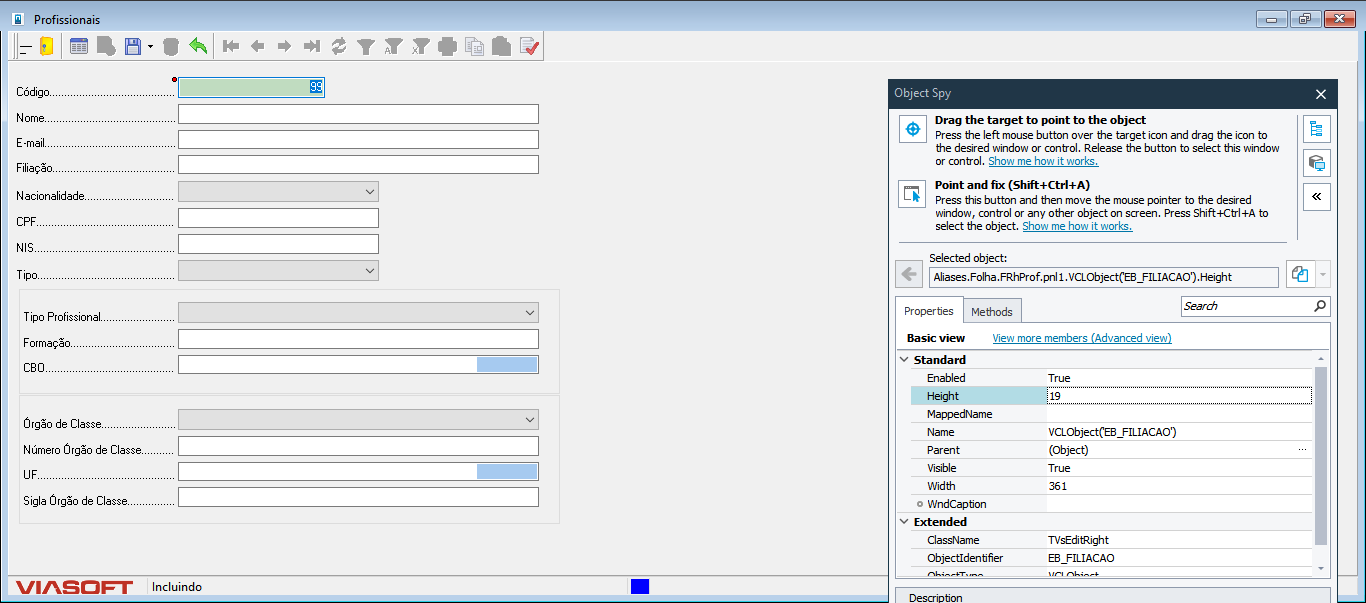 Profissionais
Código
99
Nome
E-mail
Filiação
Nacionalidade
CPF
NIS
Tipo
Tipo Profissional
Formação
CBO
Órgão de Classe
Número Órgão de Classe
UF
Sigla Órgão de Classe
VIASOFT
Incluindo
Object Spy
Drag the target to point to the object
Press the left mouse button over the target icon and drag the icon to
the desired window or control. Release the button to select this window
or control. Show me how it works.
Point and fix (Shift+Ctrl+A)
Press this button and then move the mouse pointer to the desired
window, control or any other object on screen. Press Shift+Ctrl+A to
select the object. Show me how it works.
Selected object:
Aliases.Folha.FRhProf.pnl1.VCLObject('EB_FILIACAO').Height
Properties Methods Search
Basic view View more members (Advanced view)
Standard
Enabled True
Height 19
MappedName
Name VCLObject('EB_FILIACAO')
Parent (Object) ...
Visible True
Width 361
WndCaption
Extended
ClassName TVsEditRight
ObjectIdentifier EB_FILIACAO
ObjectType VCLObject
Description